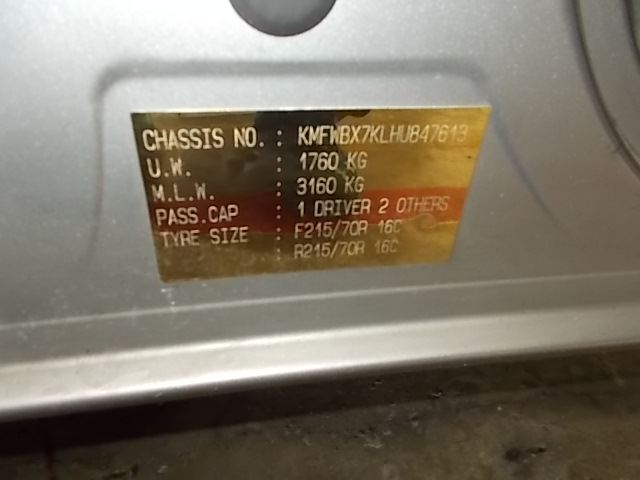 CHASSIS NO. : KMFWBX7KLHU847613
U.W. : 1760 KG
M.L.W. : 3160 KG
PASS.CAP : 1 DRIVER 2 OTHERS
TYRE SIZE : F215/70R 16C
: R215/70R 16C